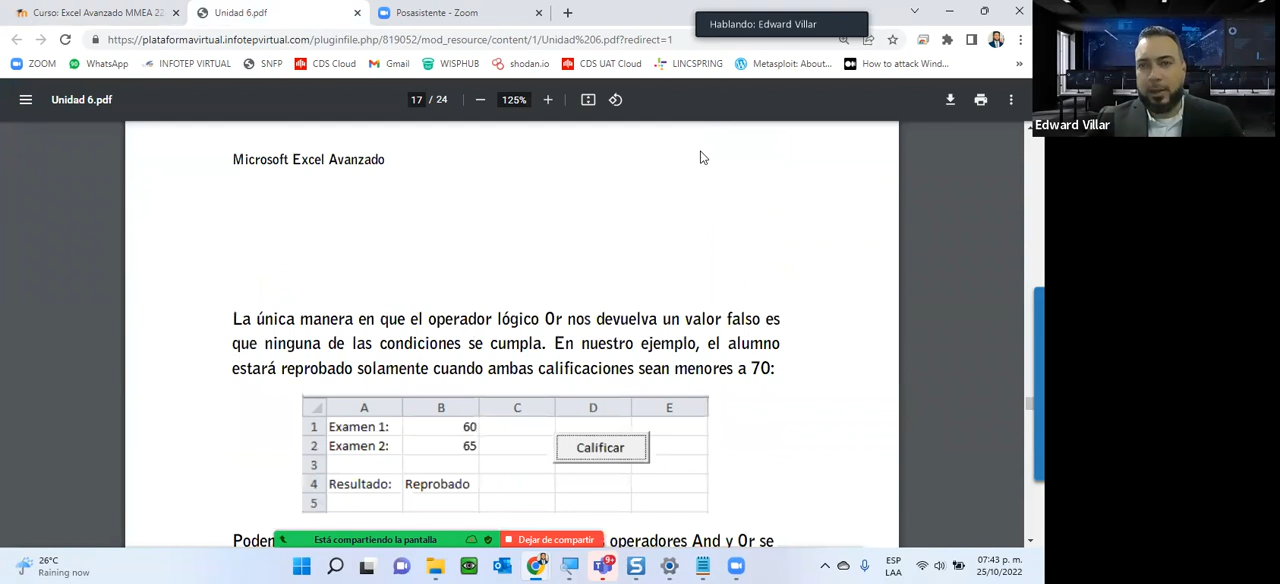 Curso: Excel Avanzado MMEA 22
Unidad 6.pdf
Posasistente - Zoom
Hablando: Edward Villar
https://plataformavirtual.infotepvirtual.com/pluginfile.php/819052/mod_resource/content/1/Unidad%206.pdf?redirect=1
ZOOM
WhatsApp
INFOTEP VIRTUAL
SNFP
CDS Cloud
Gmail
WISPHUB
shodan.io
CDS UAT Cloud
LINCSPRING
Metasploit: About...
How to attack Wind...
»
Unidad 6.pdf
17 / 24
125%
Edward Villar
Microsoft Excel Avanzado
La única manera en que el operador lógico Or nos devuelva un valor falso es
que ninguna de las condiciones se cumpla. En nuestro ejemplo, el alumno
estará reprobado solamente cuando ambas calificaciones sean menores a 70:
A B C D E
1 Examen 1: 60
2 Examen 2: 65
Calificar
3
4 Resultado: Reprobado
5
Poden
operadores And y Or se
Está compartiendo la pantalla
Dejar de compartir
26°C
Raining now
9+
ESP
LAA
07:43 p. m.
25/10/2022